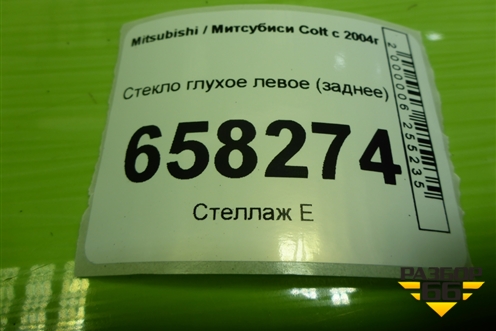 Mitsubishi / Митсубиси Colt с 2004г
Стекло глухое левое (заднее)
658274
Стеллаж Е
2000006255235
РАЗБОР
66